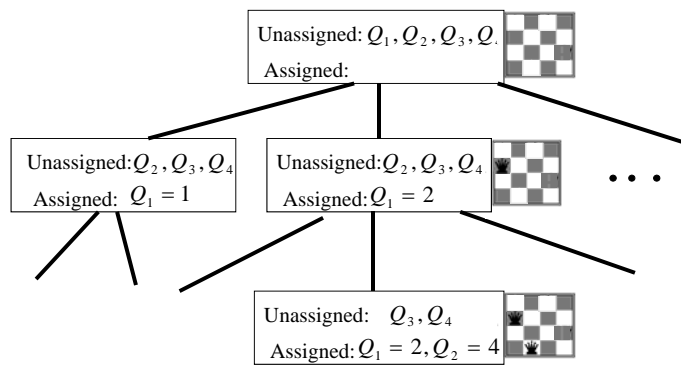 Unassigned: Q₁, Q₂, Q₃, Q
Assigned:
Unassigned: Q₂, Q₃, Q₄
Assigned: Q₁ = 1
Unassigned: Q₂, Q₃, Q₄
Assigned: Q₁ = 2
• • •
Unassigned: Q₃, Q₄
Assigned: Q₁ = 2, Q₂ = 4